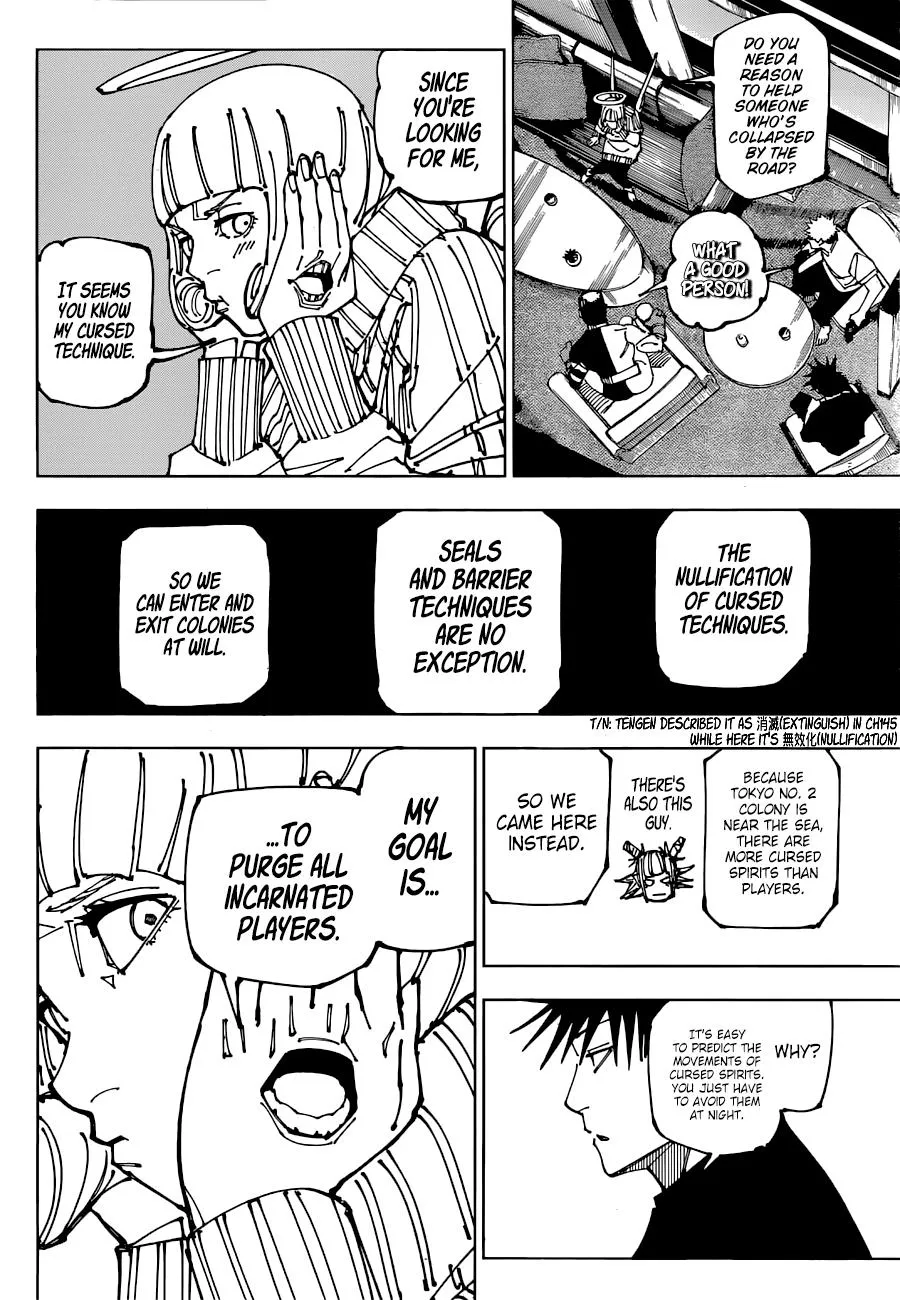 DO YOU
NEED A
REASON
TO HELP
SOMEONE
WHO'S
COLLAPSED
BY THE
ROAD?
WHAT
A GOOD
PERSON!
SINCE
YOU'RE
LOOKING
FOR ME,
IT SEEMS
YOU KNOW
MY CURSED
TECHNIQUE.
THE
NULLIFICATION
OF CURSED
TECHNIQUES.
SEALS
AND BARRIER
TECHNIQUES
ARE NO
EXCEPTION.
SO WE
CAN ENTER AND
EXIT COLONIES
AT WILL.
T/N: TENGEN DESCRIBED IT AS 消滅(EXTINGUISH) IN CH145
WHILE HERE IT'S 無效化(NULLIFICATION)
BECAUSE
TOKYO NO. 2
COLONY IS
NEAR THE SEA,
THERE ARE
MORE CURSED
SPIRITS THAN
PLAYERS.
THERE'S
ALSO THIS
GUY.
SO WE
CAME HERE
INSTEAD.
WHY?
IT'S EASY
TO PREDICT THE
MOVEMENTS OF
CURSED SPIRITS.
YOU JUST HAVE
TO AVOID THEM
AT NIGHT.
MY
GOAL
IS...
...TO
PURGE ALL
INCARNATED
PLAYERS.